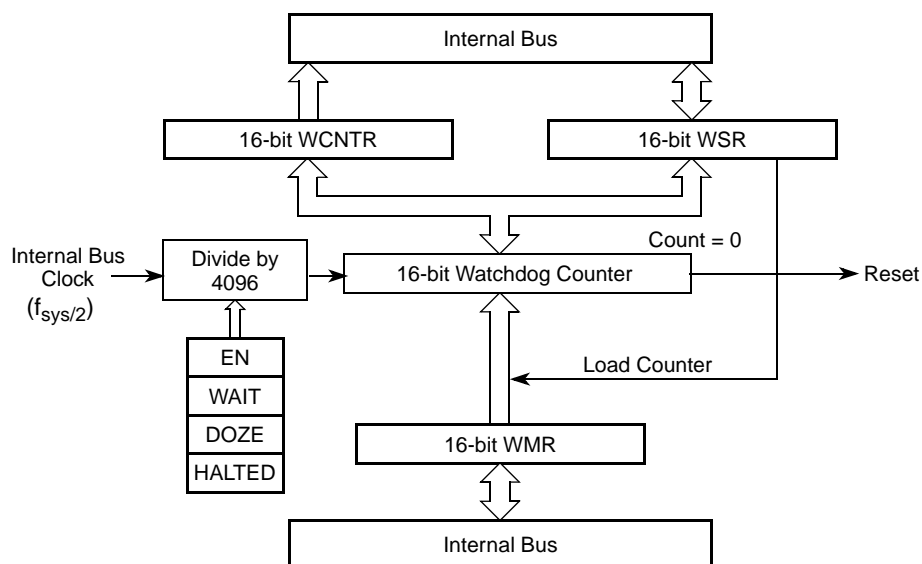 Internal Bus
16-bit WCNTR
16-bit WSR
Internal Bus
Clock
(fsys/2)
Divide by
4096
16-bit Watchdog Counter
Count = 0
Reset
EN
WAIT
DOZE
HALTED
Load Counter
16-bit WMR
Internal Bus